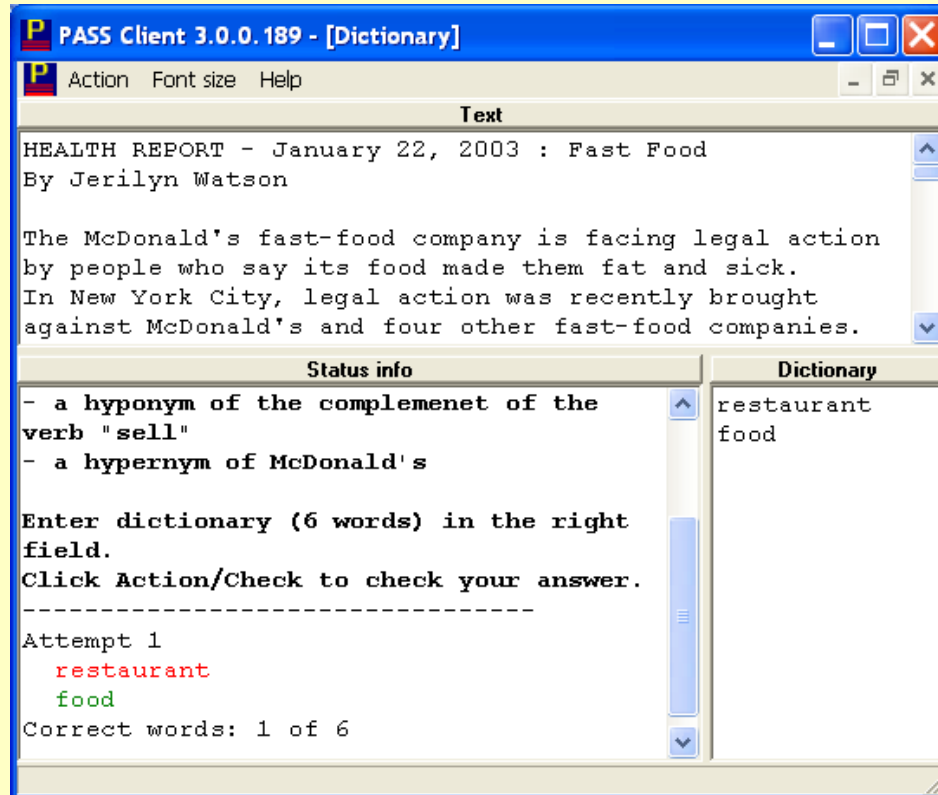 PASS Client 3.0.0.189 - [Dictionary]
Action Font size Help
Text
HEALTH REPORT - January 22, 2003 : Fast Food
By Jerilyn Watson
The McDonald's fast-food company is facing legal action
by people who say its food made them fat and sick.
In New York City, legal action was recently brought
against McDonald's and four other fast-food companies.
Status info
- a hyponym of the complemenet of the
verb "sell"
- a hypernym of McDonald's
Enter dictionary (6 words) in the right
field.
Click Action/Check to check your answer.
---------------------------------
Attempt 1
restaurant
food
Correct words: 1 of 6
Dictionary
restaurant
food